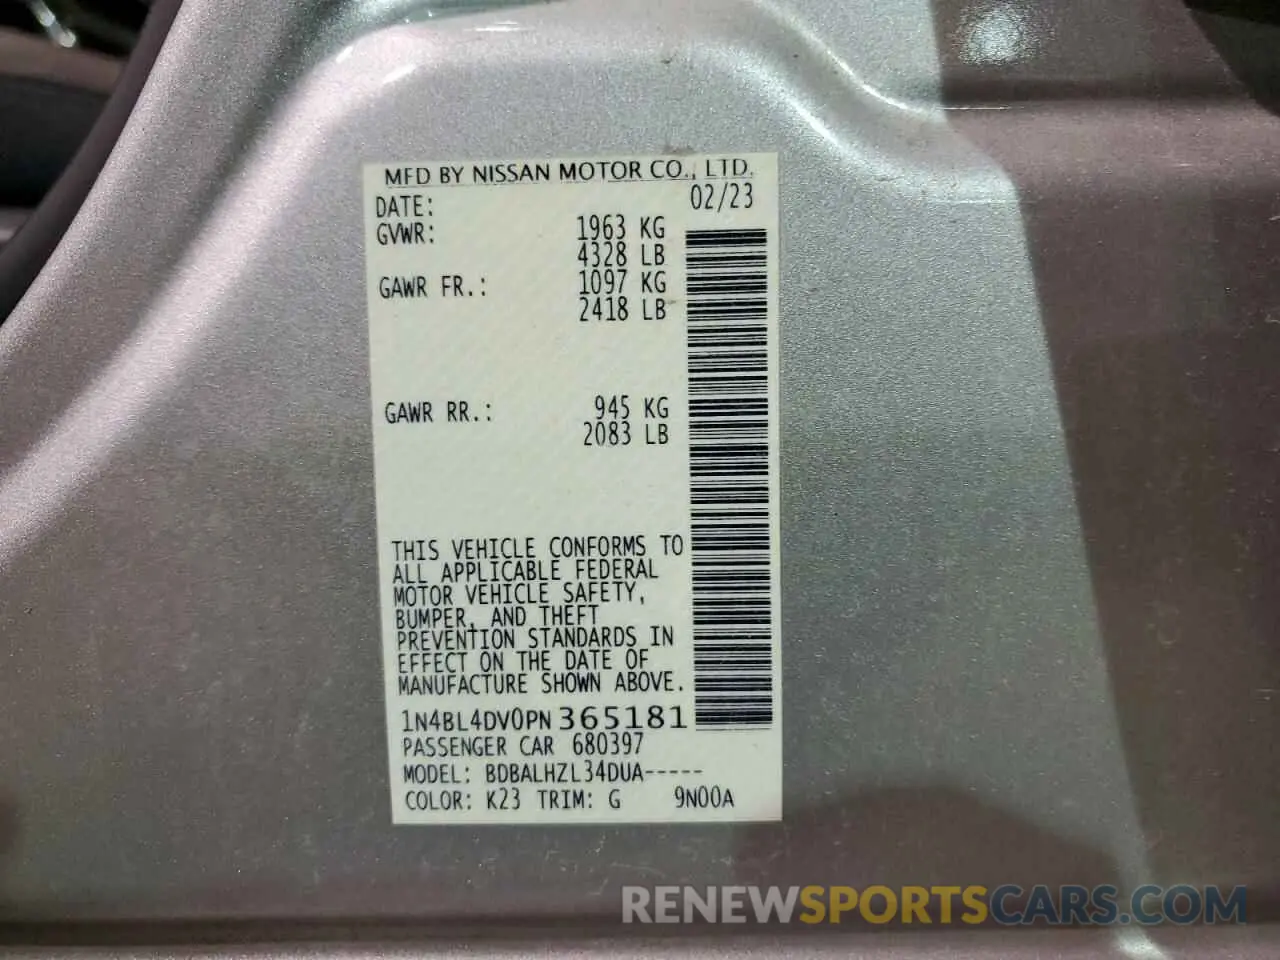 MFD BY NISSAN MOTOR CO., LTD.
DATE: 02/23
GVWR: 1963 KG
4328 LB
GAWR FR.: 1097 KG
2418 LB
GAWR RR.: 945 KG
2083 LB
THIS VEHICLE CONFORMS TO
ALL APPLICABLE FEDERAL
MOTOR VEHICLE SAFETY,
BUMPER, AND THEFT
PREVENTION STANDARDS IN
EFFECT ON THE DATE OF
MANUFACTURE SHOWN ABOVE.
1N4BL4DV0PN365181
PASSENGER CAR 680397
MODEL: BDBALHZL34DUA-----
COLOR: K23 TRIM: G 9N00A
RENEWSPORTSCARS.COM